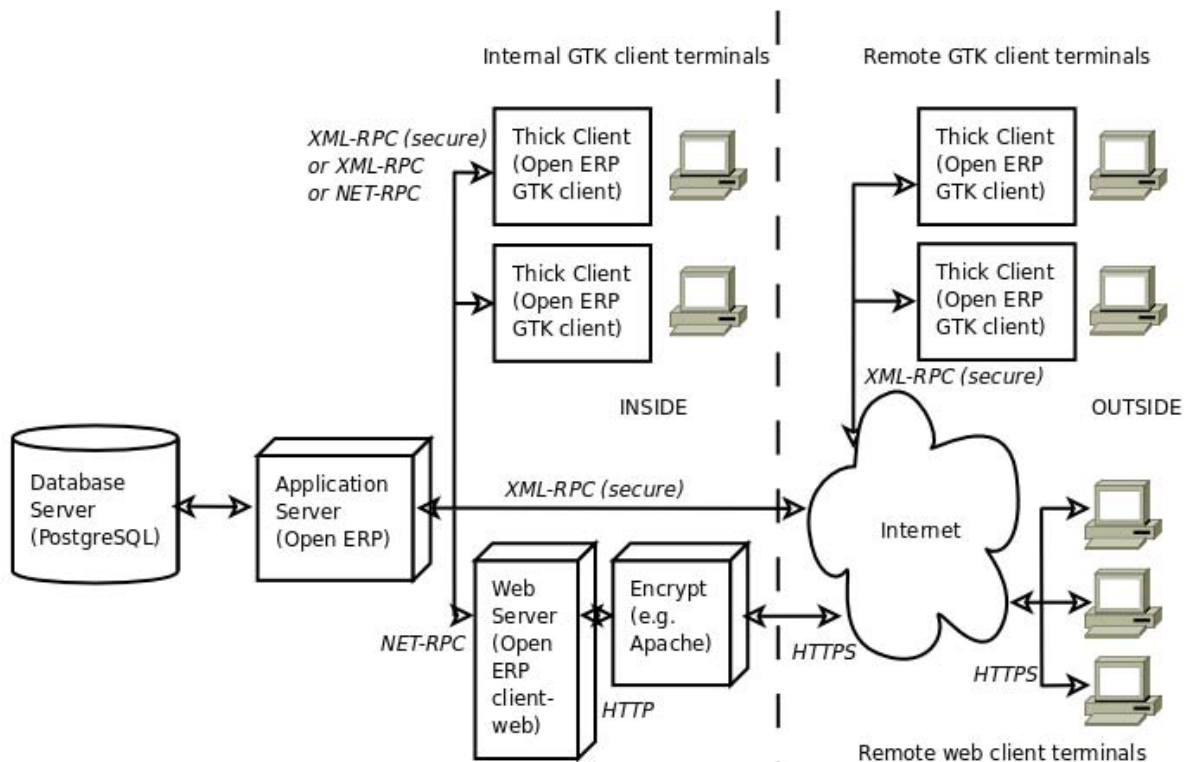 Internal GTK client terminals
Remote GTK client terminals
XML-RPC (secure)
or XML-RPC
or NET-RPC
Thick Client
(Open ERP
GTK client)
Thick Client
(Open ERP
GTK client)
Thick Client
(Open ERP
GTK client)
Thick Client
(Open ERP
GTK client)
XML-RPC (secure)
INSIDE
OUTSIDE
Database
Server
(PostgreSQL)
Application
Server
(Open ERP)
XML-RPC (secure)
Internet
Web
Server
(Open
ERP
client-
web)
Encrypt
(e.g.
Apache)
NET-RPC
HTTP
HTTPS
HTTPS
Remote web client terminals